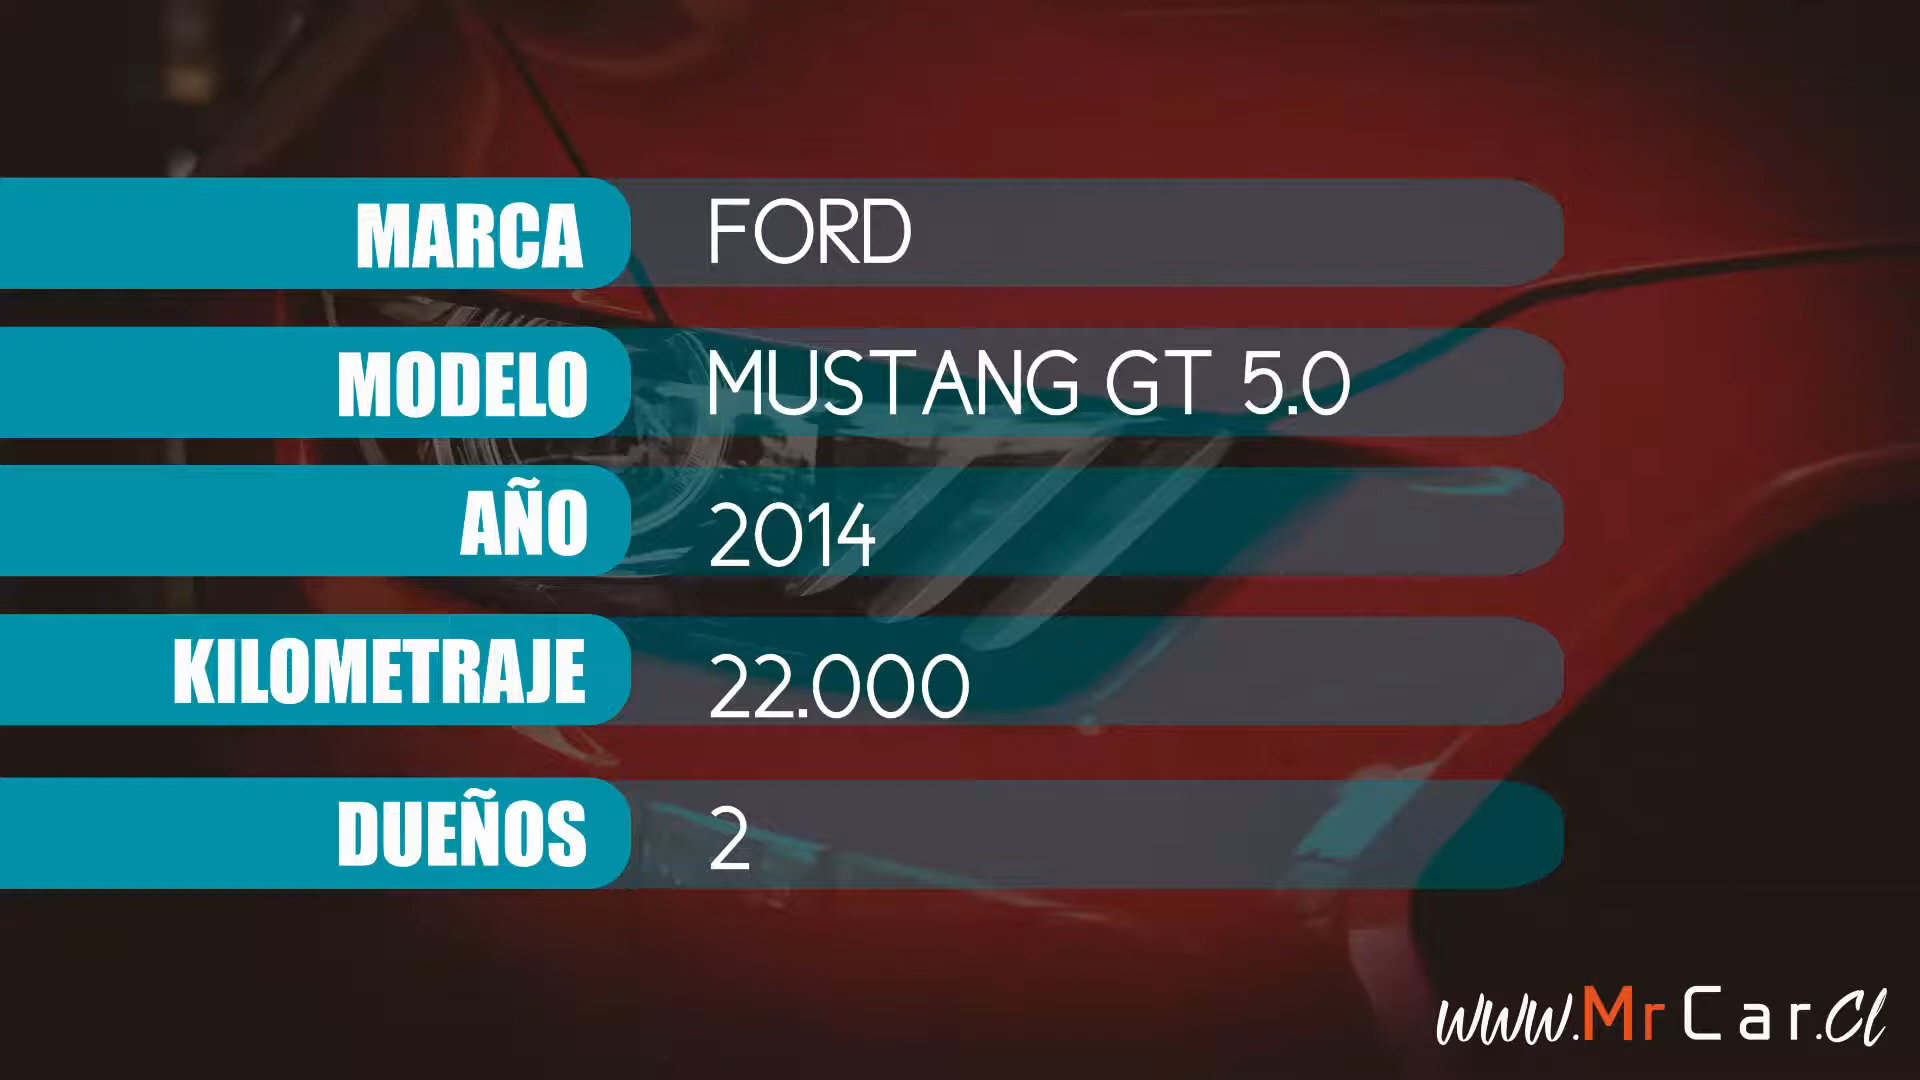 MARCA FORD
MODELO MUSTANG GT 5.0
AÑO 2014
KILOMETRAJE 22.000
DUEÑOS 2
www.MrCar.Cl